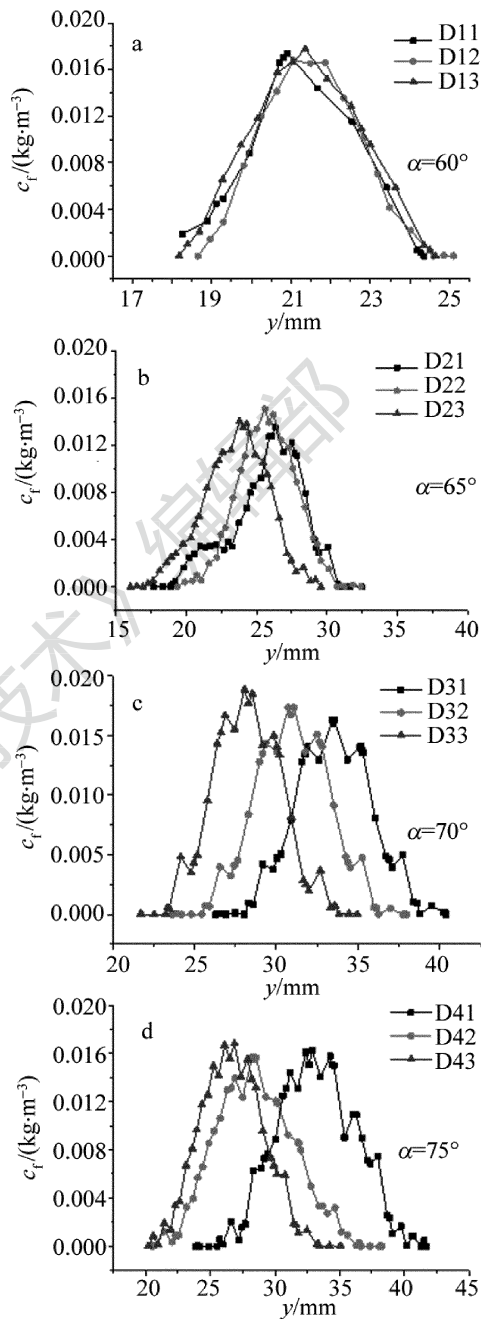 a
D11
D12
D13
α=60°
0.020
0.016
0.012
0.008
0.004
0.000
c_f/(kg·m⁻³)
17 19 21 23 25
y/mm
b
D21
D22
D23
α=65°
0.020
0.016
0.012
0.008
0.004
0.000
c_f/(kg·m⁻³)
15 20 25 30 35 40
y/mm
c
D31
D32
D33
α=70°
0.020
0.015
0.010
0.005
0.000
c_f/(kg·m⁻³)
20 25 30 35 40
y/mm
d
D41
D42
D43
α=75°
0.020
0.016
0.012
0.008
0.004
0.000
c_f/(kg·m⁻³)
20 25 30 35 40 45
y/mm
技术》编辑部